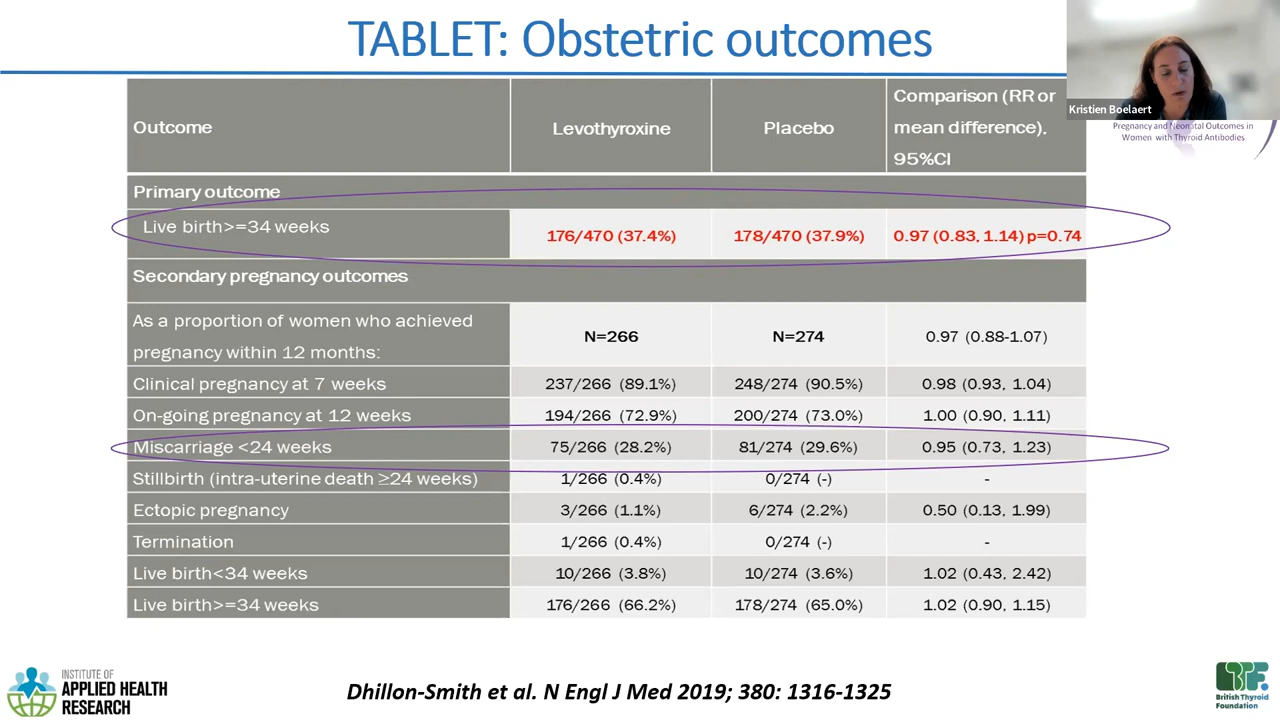 TABLET: Obstetric outcomes
Kristien Boelaert
Pregnancy and Neonatal Outcomes in
Women with Thyroid Antibodies
Outcome Levothyroxine Placebo Comparison (RR or mean difference), 95%CI
Primary outcome
Live birth>=34 weeks 176/470 (37.4%) 178/470 (37.9%) 0.97 (0.83, 1.14) p=0.74
Secondary pregnancy outcomes
As a proportion of women who achieved pregnancy within 12 months: N=266 N=274 0.97 (0.88-1.07)
Clinical pregnancy at 7 weeks 237/266 (89.1%) 248/274 (90.5%) 0.98 (0.93, 1.04)
On-going pregnancy at 12 weeks 194/266 (72.9%) 200/274 (73.0%) 1.00 (0.90, 1.11)
Miscarriage <24 weeks 75/266 (28.2%) 81/274 (29.6%) 0.95 (0.73, 1.23)
Stillbirth (intra-uterine death ≥24 weeks) 1/266 (0.4%) 0/274 (-) -
Ectopic pregnancy 3/266 (1.1%) 6/274 (2.2%) 0.50 (0.13, 1.99)
Termination 1/266 (0.4%) 0/274 (-) -
Live birth<34 weeks 10/266 (3.8%) 10/274 (3.6%) 1.02 (0.43, 2.42)
Live birth>=34 weeks 176/266 (66.2%) 178/274 (65.0%) 1.02 (0.90, 1.15)
INSTITUTE OF
APPLIED HEALTH
RESEARCH
Dhillon-Smith et al. N Engl J Med 2019; 380: 1316-1325
BTF
British Thyroid
Foundation